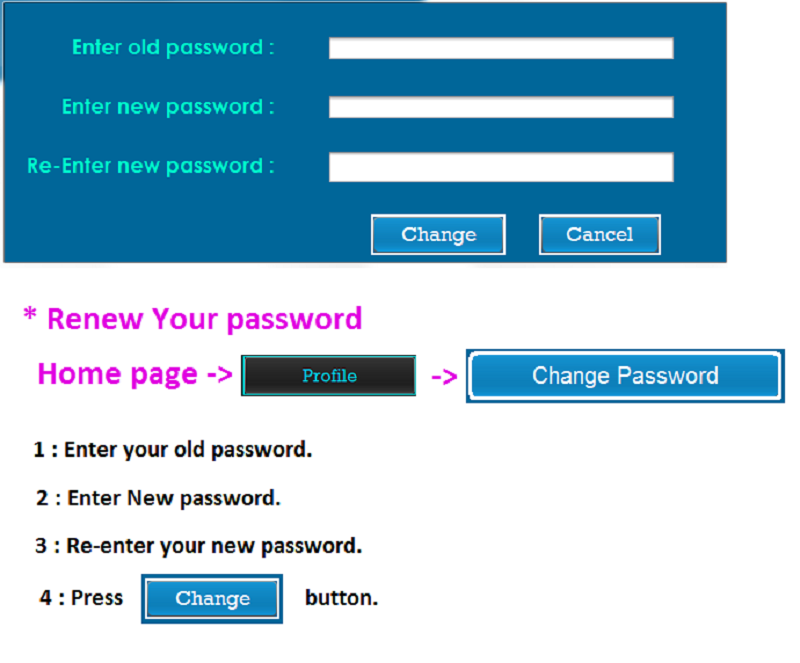 Enter old password :
Enter new password :
Re-Enter new password :
Change Cancel
* Renew Your password
Home page -> Profile -> Change Password
1 : Enter your old password.
2 : Enter New password.
3 : Re-enter your new password.
4 : Press Change button.